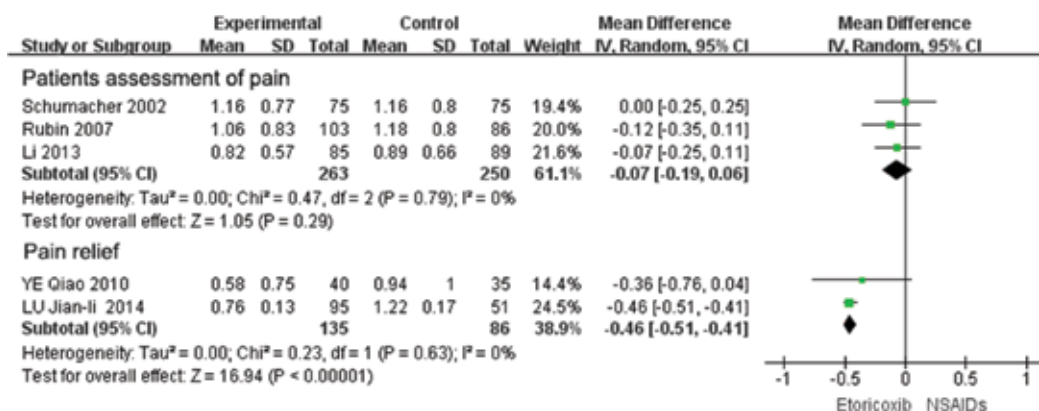 Experimental Control Mean Difference Mean Difference
Study or Subgroup Mean SD Total Mean SD Total Weight IV, Random, 95% CI IV, Random, 95% CI
Patients assessment of pain
Schumacher 2002 1.16 0.77 75 1.16 0.8 75 19.4% 0.00 [-0.25, 0.25]
Rubin 2007 1.06 0.83 103 1.18 0.8 86 20.0% -0.12 [-0.35, 0.11]
Li 2013 0.82 0.57 85 0.89 0.66 89 21.6% -0.07 [-0.25, 0.11]
Subtotal (95% CI) 263 250 61.1% -0.07 [-0.19, 0.06]
Heterogeneity: Tau² = 0.00; Chi² = 0.47, df = 2 (P = 0.79); I² = 0%
Test for overall effect: Z = 1.05 (P = 0.29)
Pain relief
YE Qiao 2010 0.58 0.75 40 0.94 1 35 14.4% -0.36 [-0.76, 0.04]
LU Jian-li 2014 0.76 0.13 95 1.22 0.17 51 24.5% -0.46 [-0.51, -0.41]
Subtotal (95% CI) 135 86 38.9% -0.46 [-0.51, -0.41]
Heterogeneity: Tau² = 0.00; Chi² = 0.23, df = 1 (P = 0.63); I² = 0%
Test for overall effect: Z = 16.94 (P < 0.00001)
-1 -0.5 0 0.5 1
Etoricoxib NSAIDs